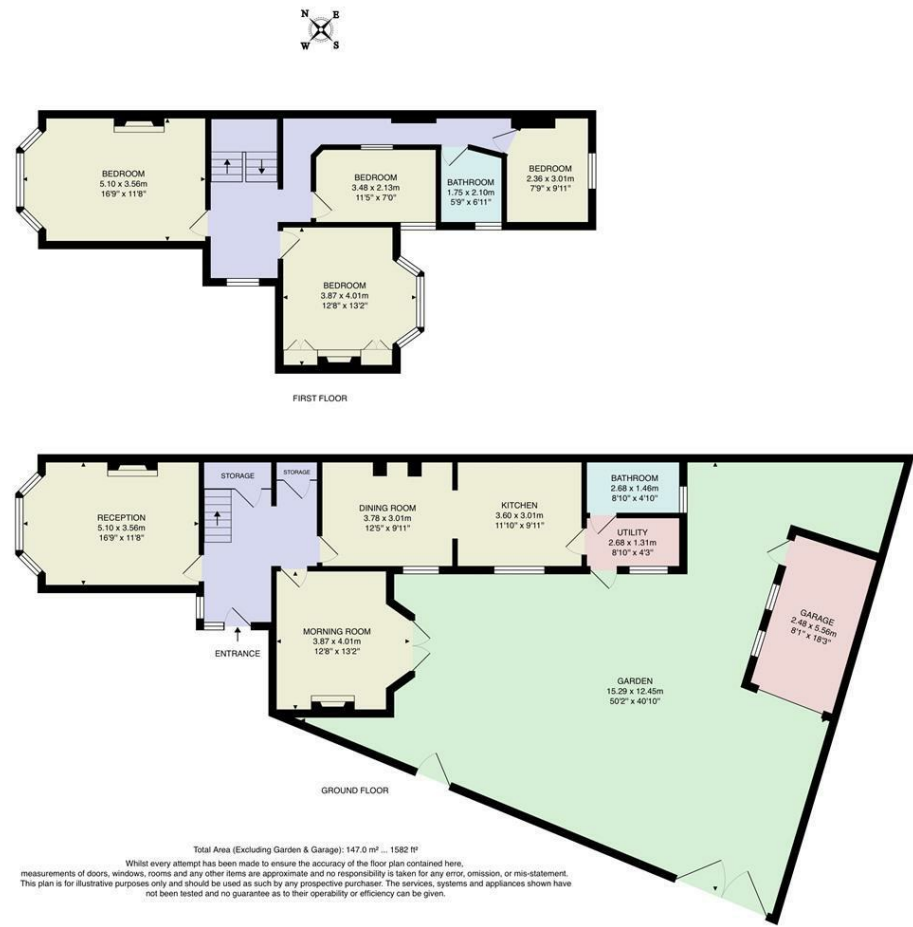 N E
W S
BEDROOM
5.10 x 3.56m
16'9" x 11'8"
BEDROOM
3.48 x 2.13m
11'5" x 7'0"
BATHROOM
1.75 x 2.10m
5'9" x 6'11"
BEDROOM
2.36 x 3.01m
7'9" x 9'11"
BEDROOM
3.87 x 4.01m
12'8" x 13'2"
FIRST FLOOR
RECEPTION
5.10 x 3.56m
16'9" x 11'8"
STORAGE
STORAGE
DINING ROOM
3.78 x 3.01m
12'5" x 9'11"
KITCHEN
3.60 x 3.01m
11'10" x 9'11"
BATHROOM
2.68 x 1.46m
8'10" x 4'10"
UTILITY
2.68 x 1.31m
8'10" x 4'3"
GARAGE
2.48 x 5.56m
8'1" x 18'3"
MORNING ROOM
3.87 x 4.01m
12'8" x 13'2"
ENTRANCE
GARDEN
15.29 x 12.45m
50'2" x 40'10"
GROUND FLOOR
Total Area (Excluding Garden & Garage): 147.0 m² ... 1582 ft²
Whilst every attempt has been made to ensure the accuracy of the floor plan contained here,
measurements of doors, windows, rooms and any other items are approximate and no responsibility is taken for any error, omission, or mis-statement.
This plan is for illustrative purposes only and should be used as such by any prospective purchaser. The services, systems and appliances shown have
not been tested and no guarantee as to their operability or efficiency can be given.